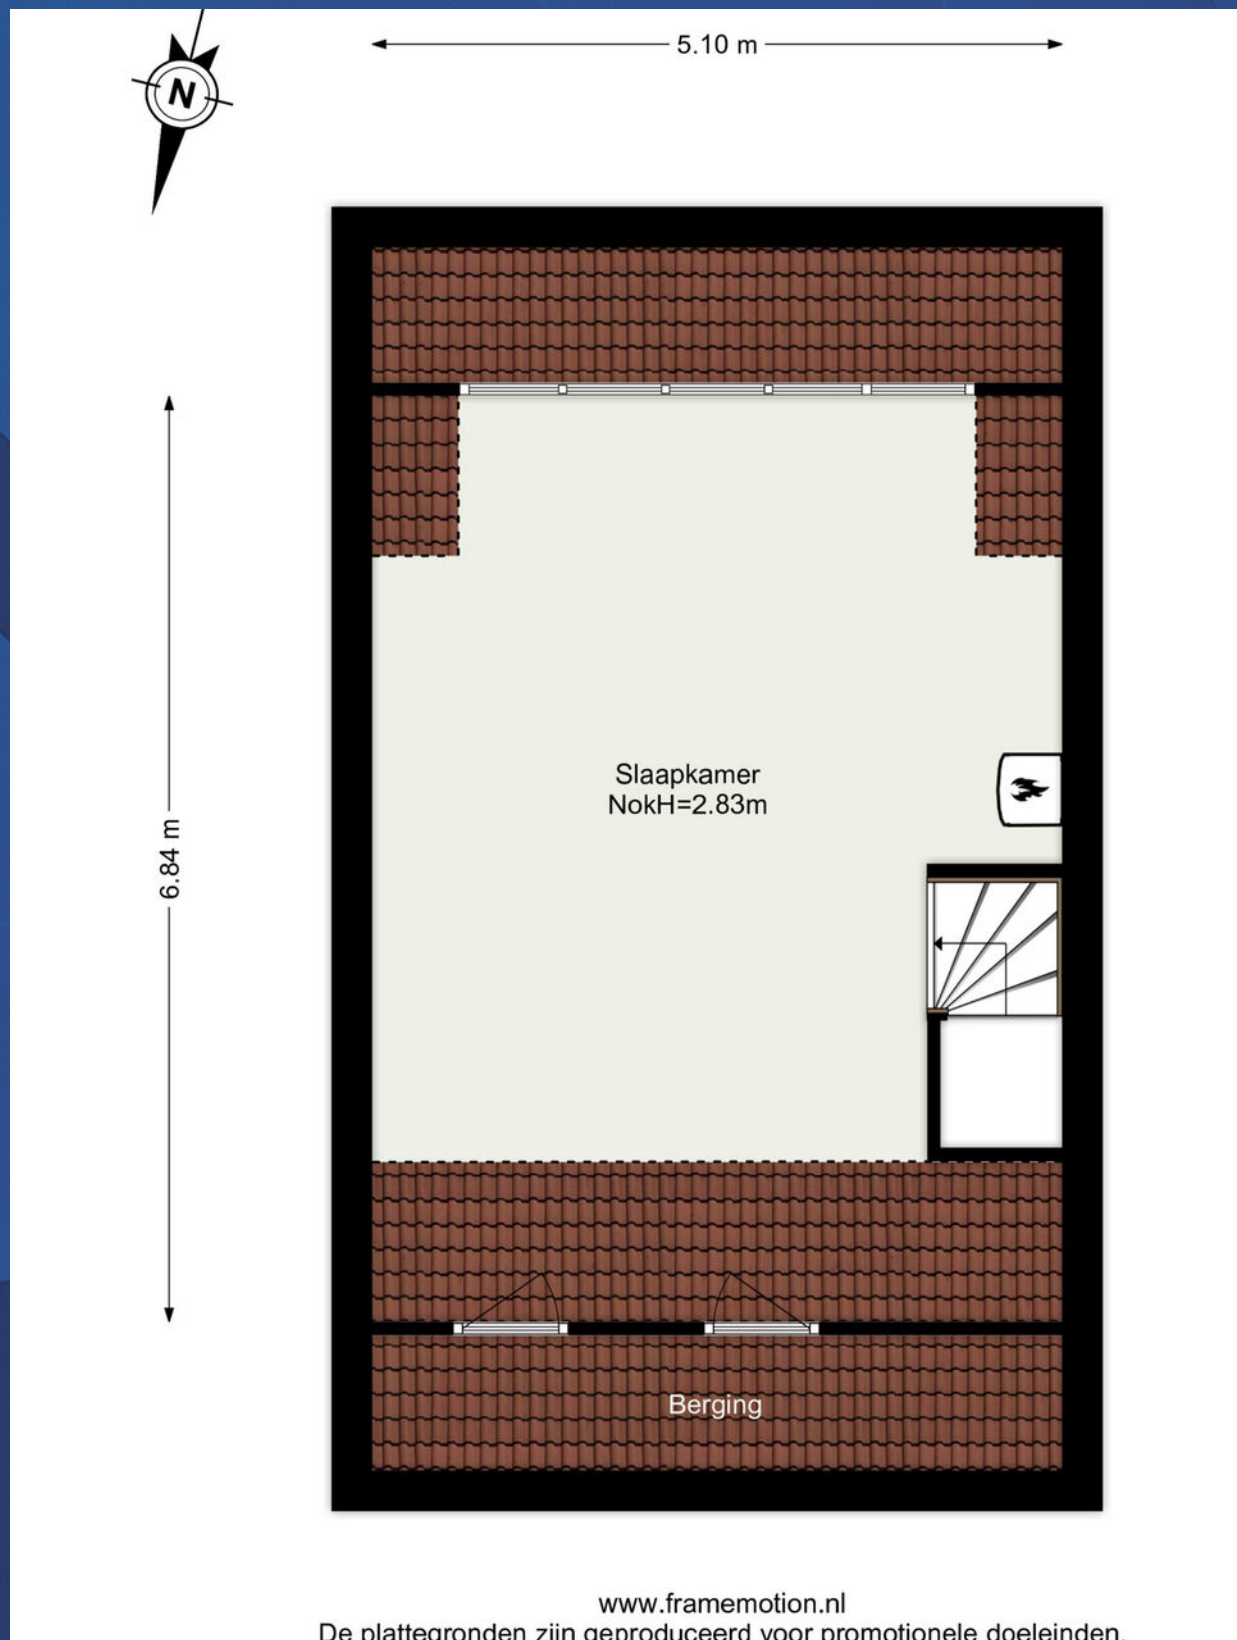 5.10 m
N
6.84 m
Slaapkamer
NokH=2.83m
Berging
www.framemotion.nl
De plattegronden zijn geproduceerd voor promotionele doeleinden.